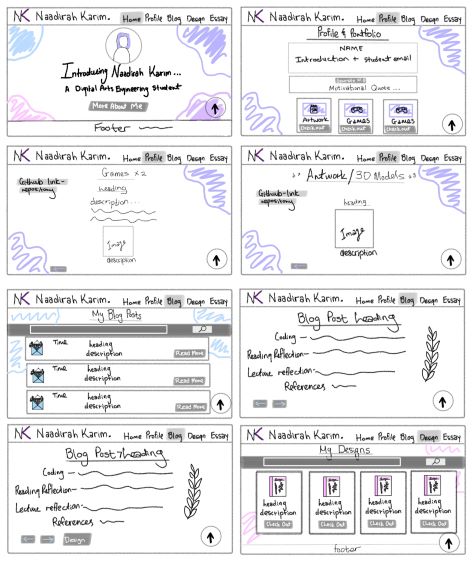 NK Naadirah Karim. Home Profile Blog Design Essay
Introducing Naadirah Karim...
A Digital Arts Engineering Student
More About Me
Footer
NK Naadirah Karim. Home Profile Blog Design Essay
Profile & Portfolio
NAME
Introduction + student email
Motivational Quote ...
Artwork Games Games
Check out Check out Check out
NK Naadirah Karim. Home Profile Blog Design Essay
Games x2
Github link-
repository
heading
description...
Image
description
NK Naadirah Karim. Home Profile Blog Design Essay
Artwork/3D Models
Github-link
repository
heading
Image
description
NK Naadirah Karim. Home Profile Blog Design Essay
My Blog Posts
Time heading
description Read More
Time heading
description Read More
Time heading
description Read More
NK Naadirah Karim. Home Profile Blog Design Essay
Blog Post heading
Coding -
Reading Reflection-
Lecture reflection-
References
NK Naadirah Karim. Home Profile Blog Design Essay
Blog Post heading
Coding -
Reading Reflection-
Lecture reflection-
References
Design
NK Naadirah Karim. Home Profile Blog Design Essay
My Designs
heading heading heading heading
description description description description
Check Out Check Out Check Out Check Out
footer